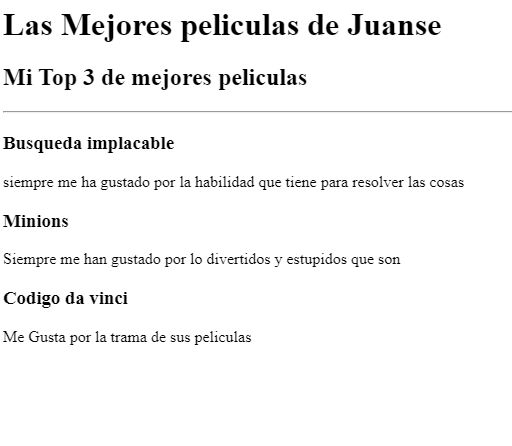 Las Mejores peliculas de Juanse
Mi Top 3 de mejores peliculas
Busqueda implacable
siempre me ha gustado por la habilidad que tiene para resolver las cosas
Minions
Siempre me han gustado por lo divertidos y estupidos que son
Codigo da vinci
Me Gusta por la trama de sus peliculas